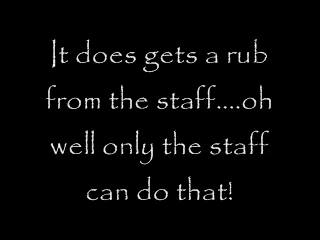 It does gets a rub
from the staff....oh
well only the staff
can do that!